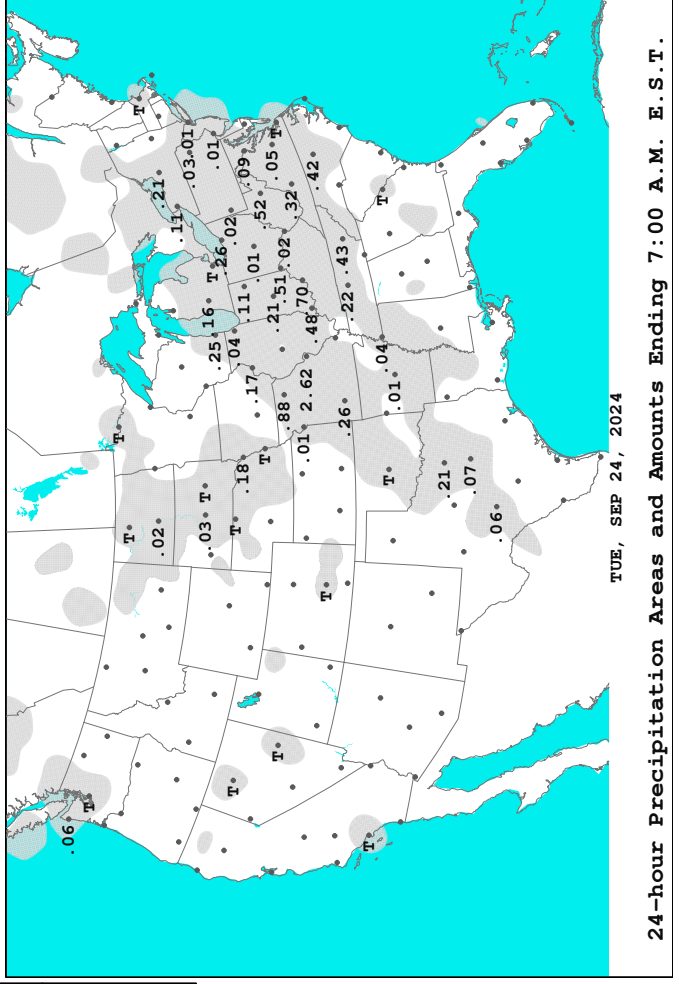 .06
T
T
T
T
.02
.21
.11
.03
.01
.03
T
.16
T
.01
.25
.26
.02
T
T
.04
.18
.11
.09
.17
.01
.52
T
.21
.05
T
T
.51
.02
.88
.32
.01
.70
2.62
.48
.42
T
.26
.43
.22
T
.04
T
T
.01
.21
.07
.06
TUE, SEP 24, 2024
24-hour Precipitation Areas and Amounts Ending 7:00 A.M. E.S.T.